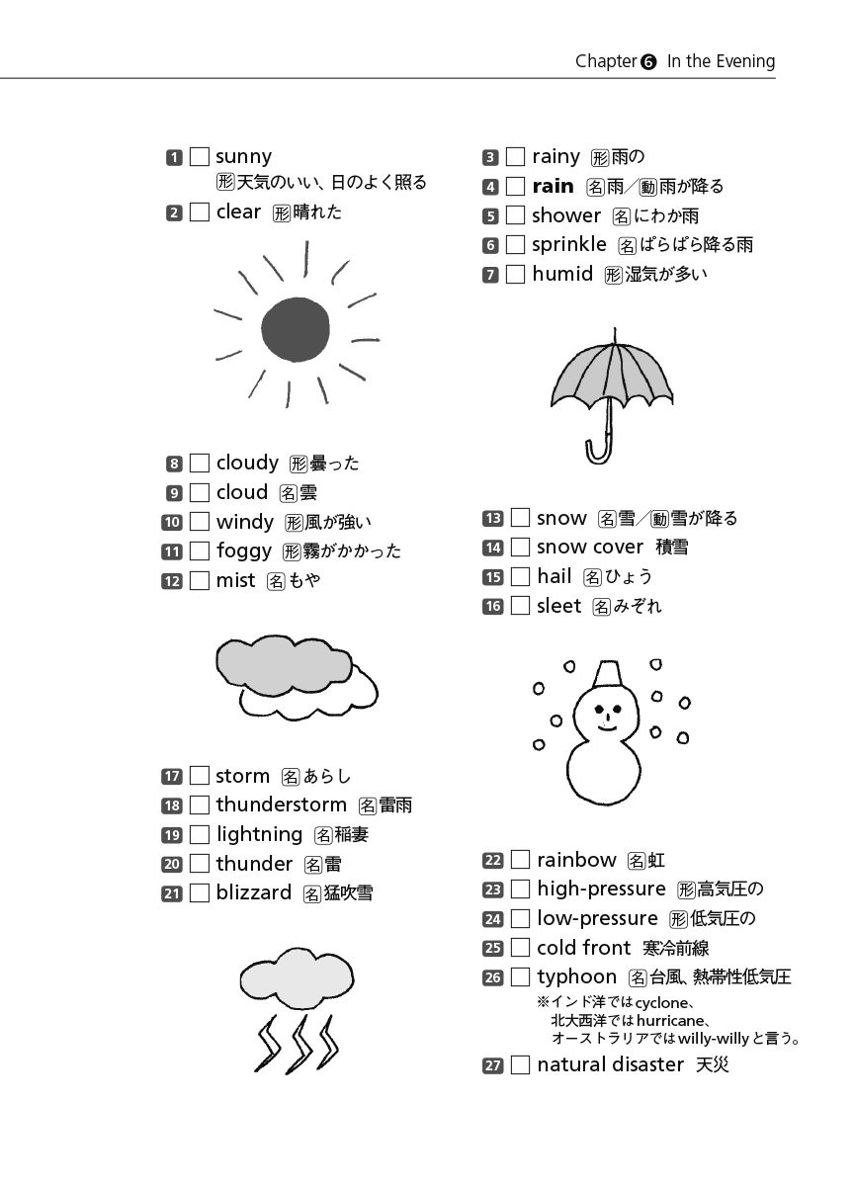 Chapter❻ In the Evening
1 □ sunny
形天気のいい、日のよく照る
2 □ clear 形晴れた
3 □ rainy 形雨の
4 □ rain 名雨／動雨が降る
5 □ shower 名にわか雨
6 □ sprinkle 名ぱらぱら降る雨
7 □ humid 形湿気が多い
8 □ cloudy 形曇った
9 □ cloud 名雲
10 □ windy 形風が強い
11 □ foggy 形霧がかかった
12 □ mist 名もや
13 □ snow 名雪／動雪が降る
14 □ snow cover 積雪
15 □ hail 名ひょう
16 □ sleet 名みぞれ
17 □ storm 名あらし
18 □ thunderstorm 名雷雨
19 □ lightning 名稲妻
20 □ thunder 名雷
21 □ blizzard 名猛吹雪
22 □ rainbow 名虹
23 □ high-pressure 形高気圧の
24 □ low-pressure 形低気圧の
25 □ cold front 寒冷前線
26 □ typhoon 名台風、熱帯性低気圧
※インド洋ではcyclone、
北大西洋ではhurricane、
オーストラリアではwilly-willyと言う。
27 □ natural disaster 天災